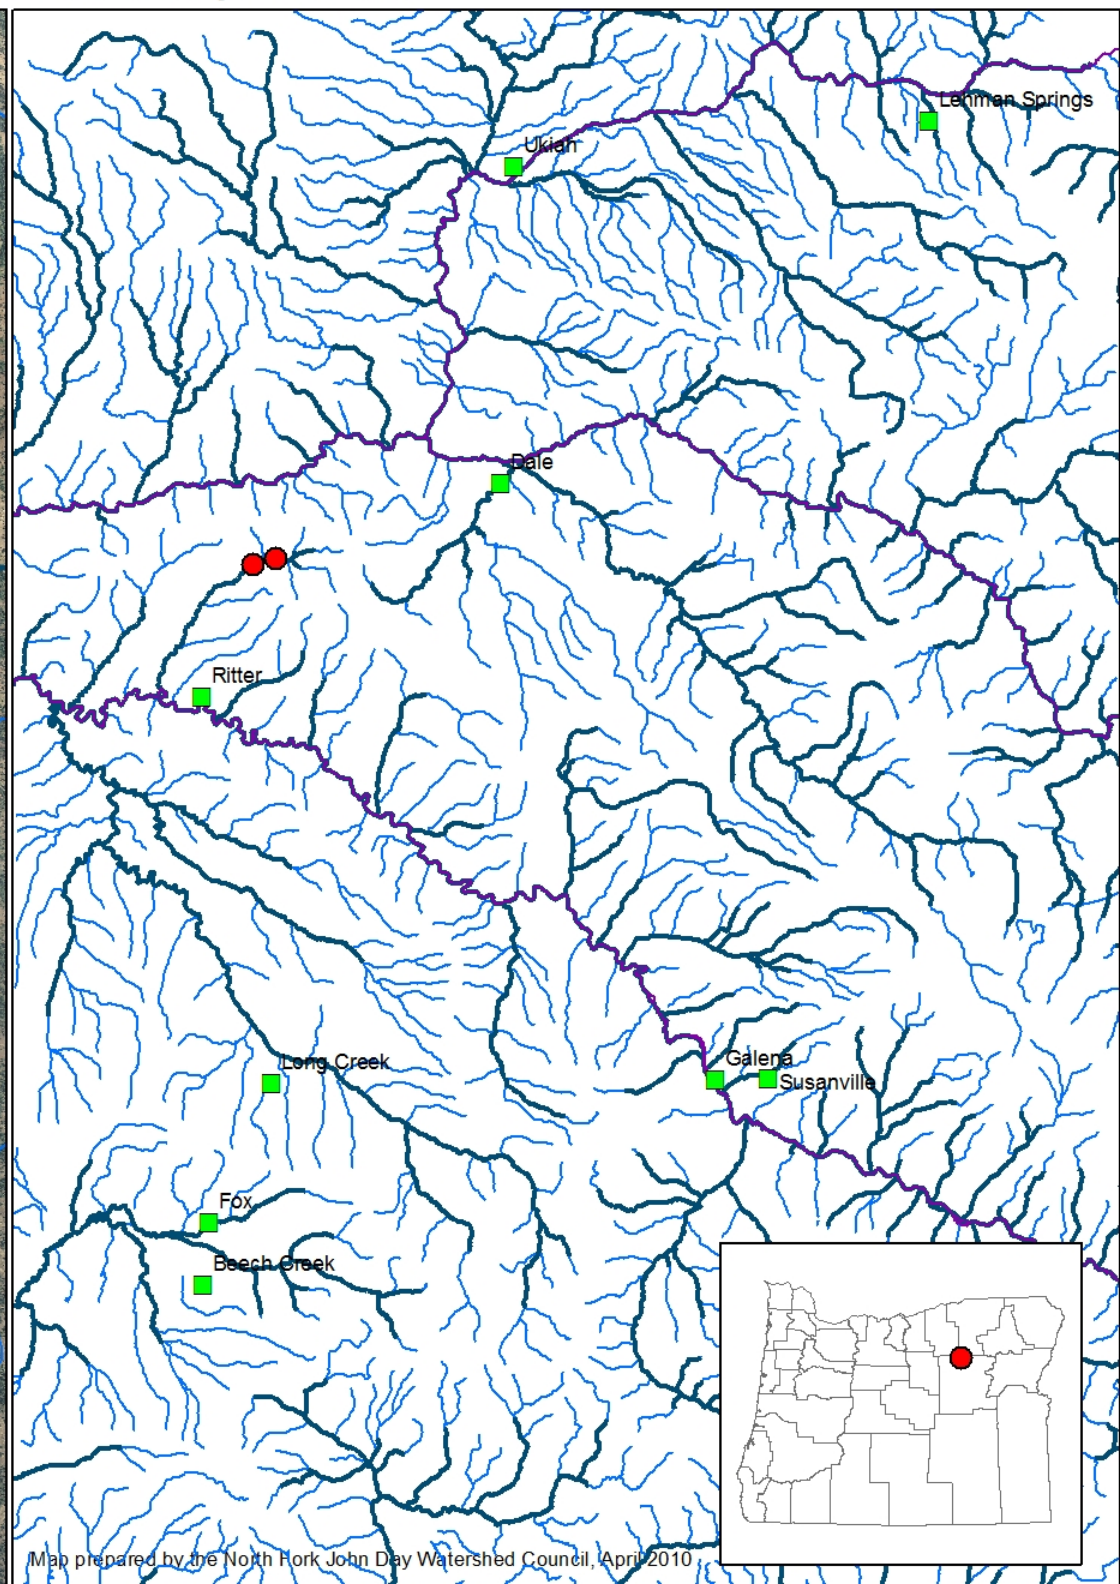 Lehman Springs
Ukiah
Dale
Ritter
Long Creek
Galena
Susanville
Fox
Beech Creek
Map prepared by the North Fork John Day Watershed Council, April 2010